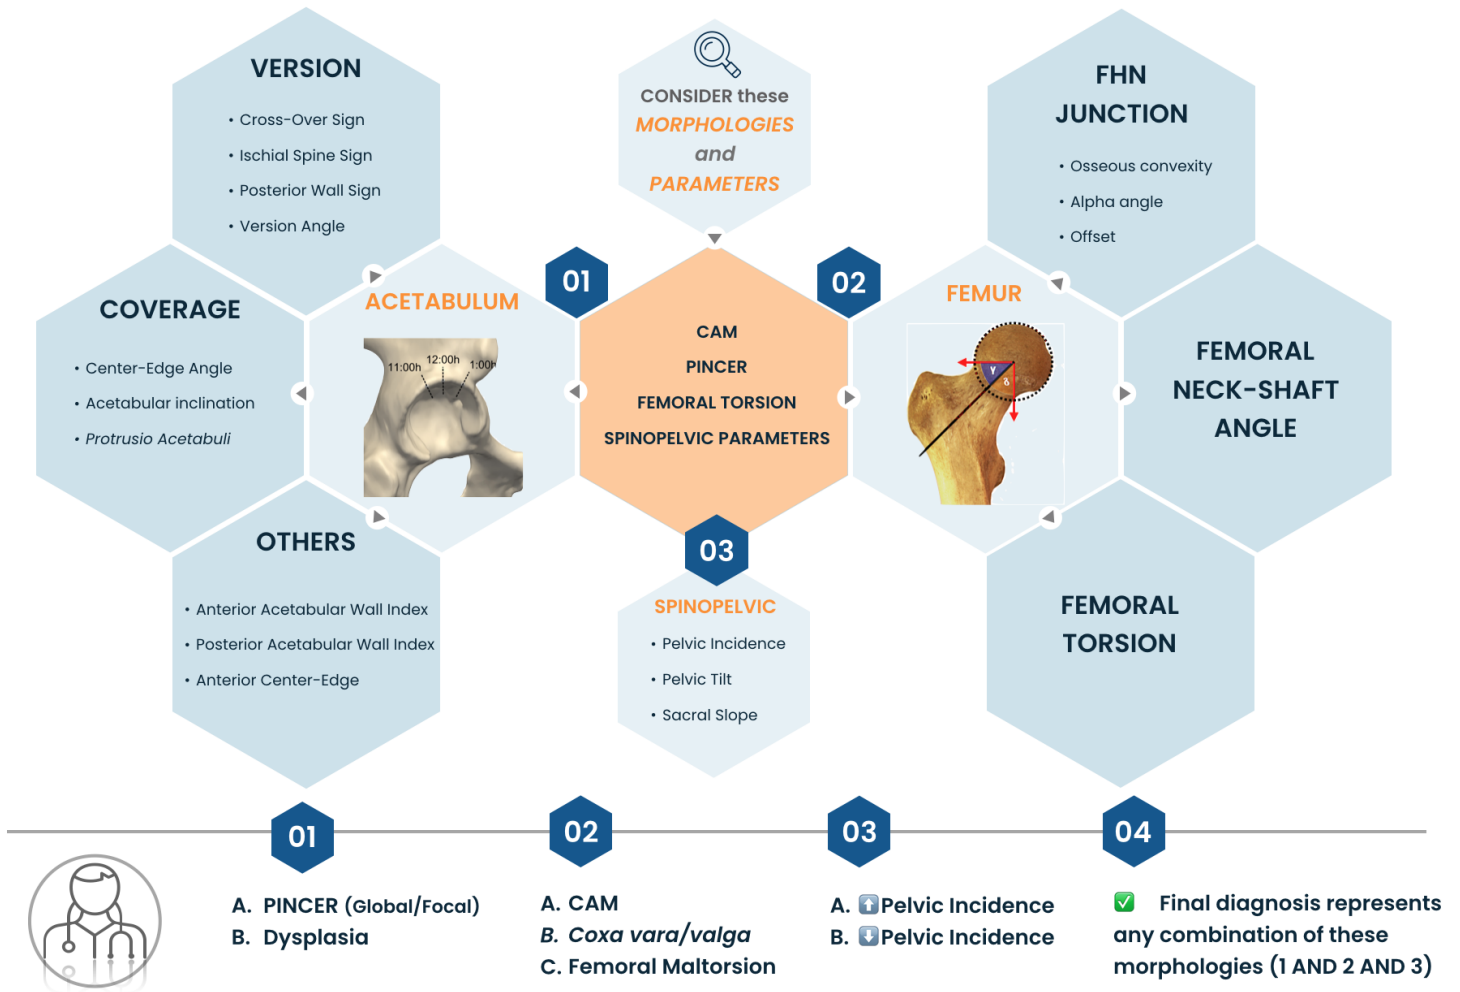 VERSION
• Cross-Over Sign
• Ischial Spine Sign
• Posterior Wall Sign
• Version Angle
CONSIDER these
MORPHOLOGIES
and
PARAMETERS
FHN
JUNCTION
• Osseous convexity
• Alpha angle
• Offset
COVERAGE
• Center-Edge Angle
• Acetabular inclination
• Protrusio Acetabuli
ACETABULUM
11:00h
12:00h
1:00h
01
CAM
PINCER
FEMORAL TORSION
SPINOPELVIC PARAMETERS
02
FEMUR
γ
δ
FEMORAL
NECK-SHAFT
ANGLE
OTHERS
• Anterior Acetabular Wall Index
• Posterior Acetabular Wall Index
• Anterior Center-Edge
03
SPINOPELVIC
• Pelvic Incidence
• Pelvic Tilt
• Sacral Slope
FEMORAL
TORSION
01
A. PINCER (Global/Focal)
B. Dysplasia
02
A. CAM
B. Coxa vara/valga
C. Femoral Maltorsion
03
A. ⬆️Pelvic Incidence
B. ⬇️Pelvic Incidence
04
✅ Final diagnosis represents
any combination of these
morphologies (1 AND 2 AND 3)